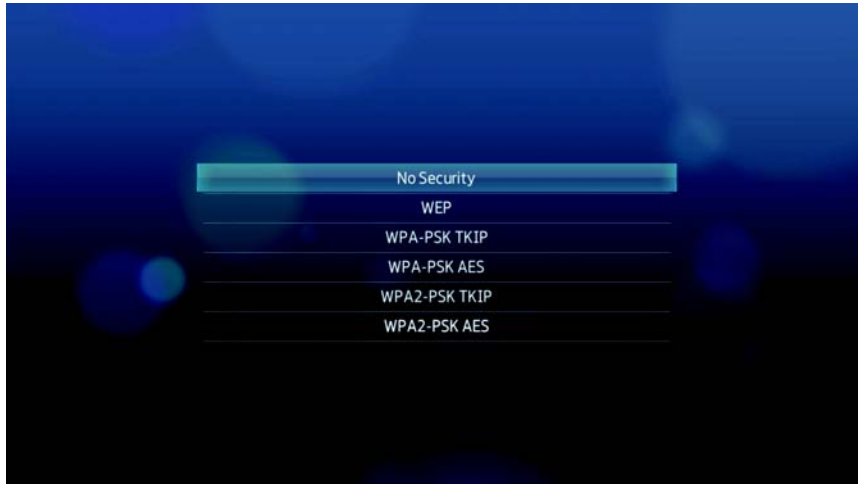 No Security
WEP
WPA-PSK TKIP
WPA-PSK AES
WPA2-PSK TKIP
WPA2-PSK AES